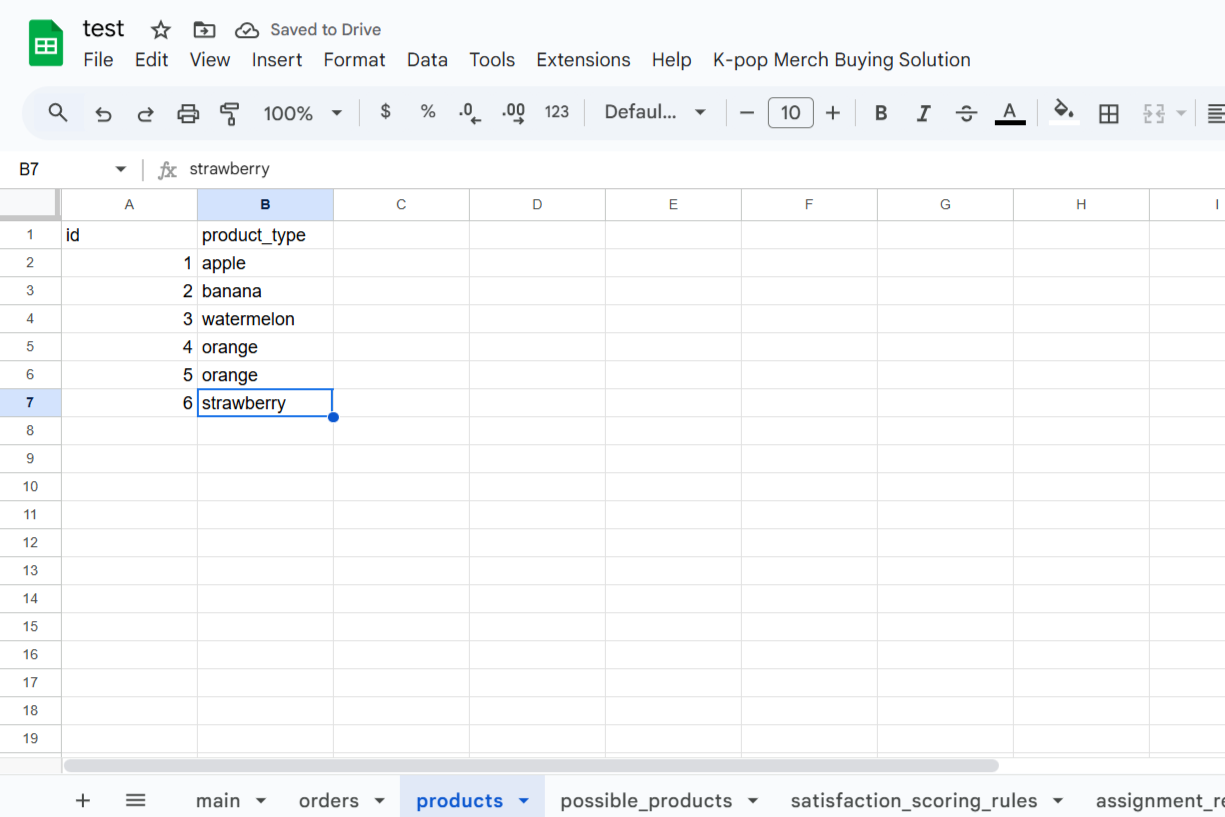 test Saved to Drive
File Edit View Insert Format Data Tools Extensions Help K-pop Merch Buying Solution
100% $ % .0 .00 123 Defaul... 10 B I S A
B7 fx strawberry
A B C D E F G H I
1 id product_type
2 1 apple
3 2 banana
4 3 watermelon
5 4 orange
6 5 orange
7 6 strawberry
8
9
10
11
12
13
14
15
16
17
18
19
main orders products possible_products satisfaction_scoring_rules assignment_re